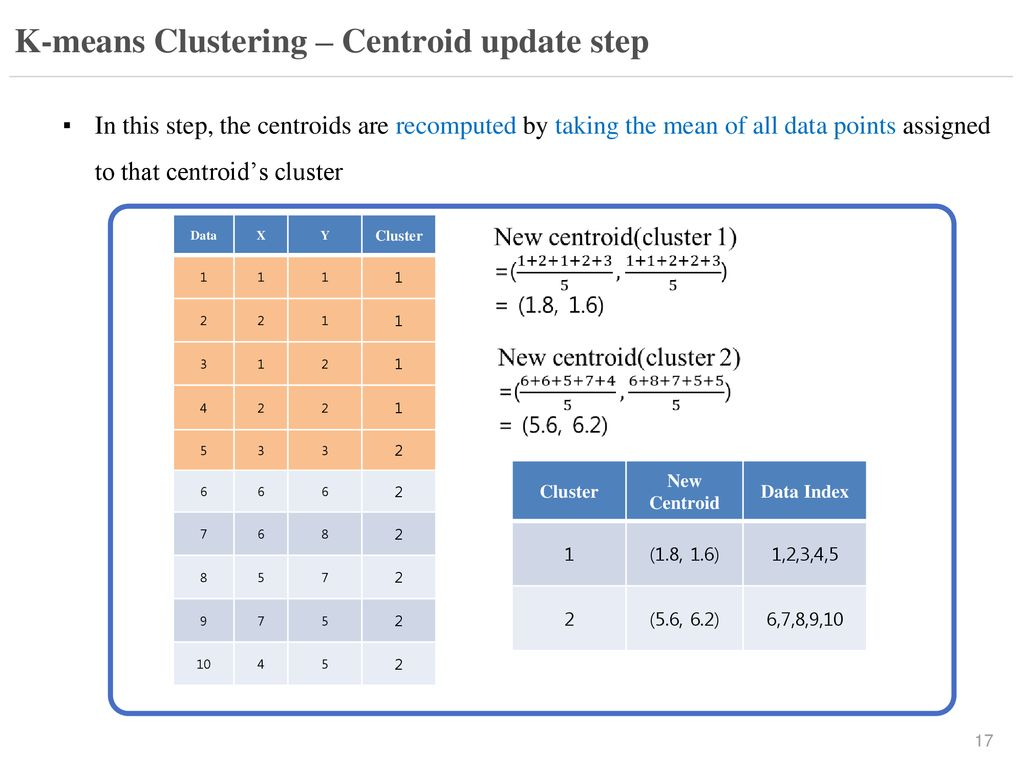 K-means Clustering – Centroid update step
▪ In this step, the centroids are recomputed by taking the mean of all data points assigned
to that centroid’s cluster
Data X Y Cluster
1 1 1 1
2 2 1 1
3 1 2 1
4 2 2 1
5 3 3 2
6 6 6 2
7 6 8 2
8 5 7 2
9 7 5 2
10 4 5 2
New centroid(cluster 1)
=(1+2+1+2+3/5, 1+1+2+2+3/5)
= (1.8, 1.6)
New centroid(cluster 2)
=(6+6+5+7+4/5, 6+8+7+5+5/5)
= (5.6, 6.2)
Cluster New Centroid Data Index
1 (1.8, 1.6) 1,2,3,4,5
2 (5.6, 6.2) 6,7,8,9,10
17